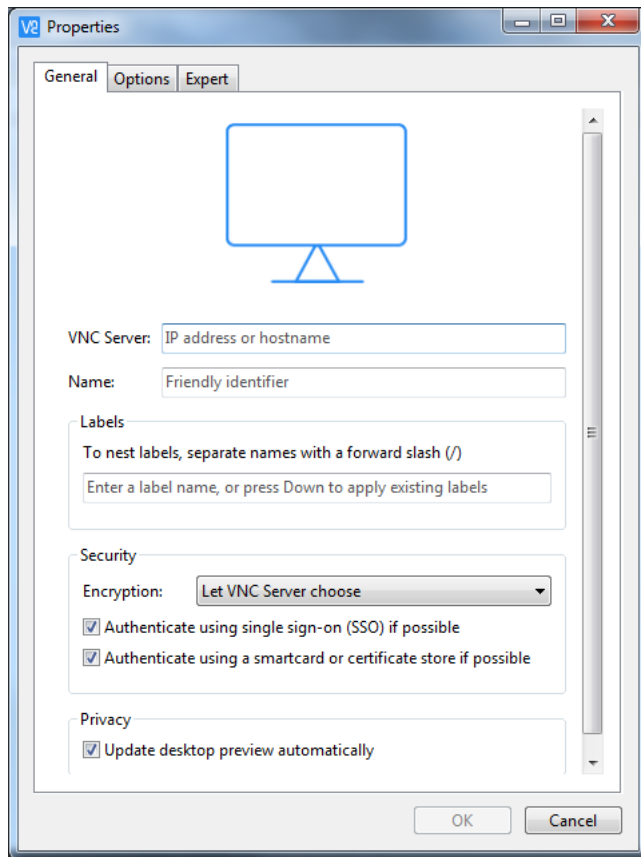 V2 Properties
General Options Expert
VNC Server: IP address or hostname
Name: Friendly identifier
Labels
To nest labels, separate names with a forward slash (/)
Enter a label name, or press Down to apply existing labels
Security
Encryption: Let VNC Server choose
Authenticate using single sign-on (SSO) if possible
Authenticate using a smartcard or certificate store if possible
Privacy
Update desktop preview automatically
OK Cancel